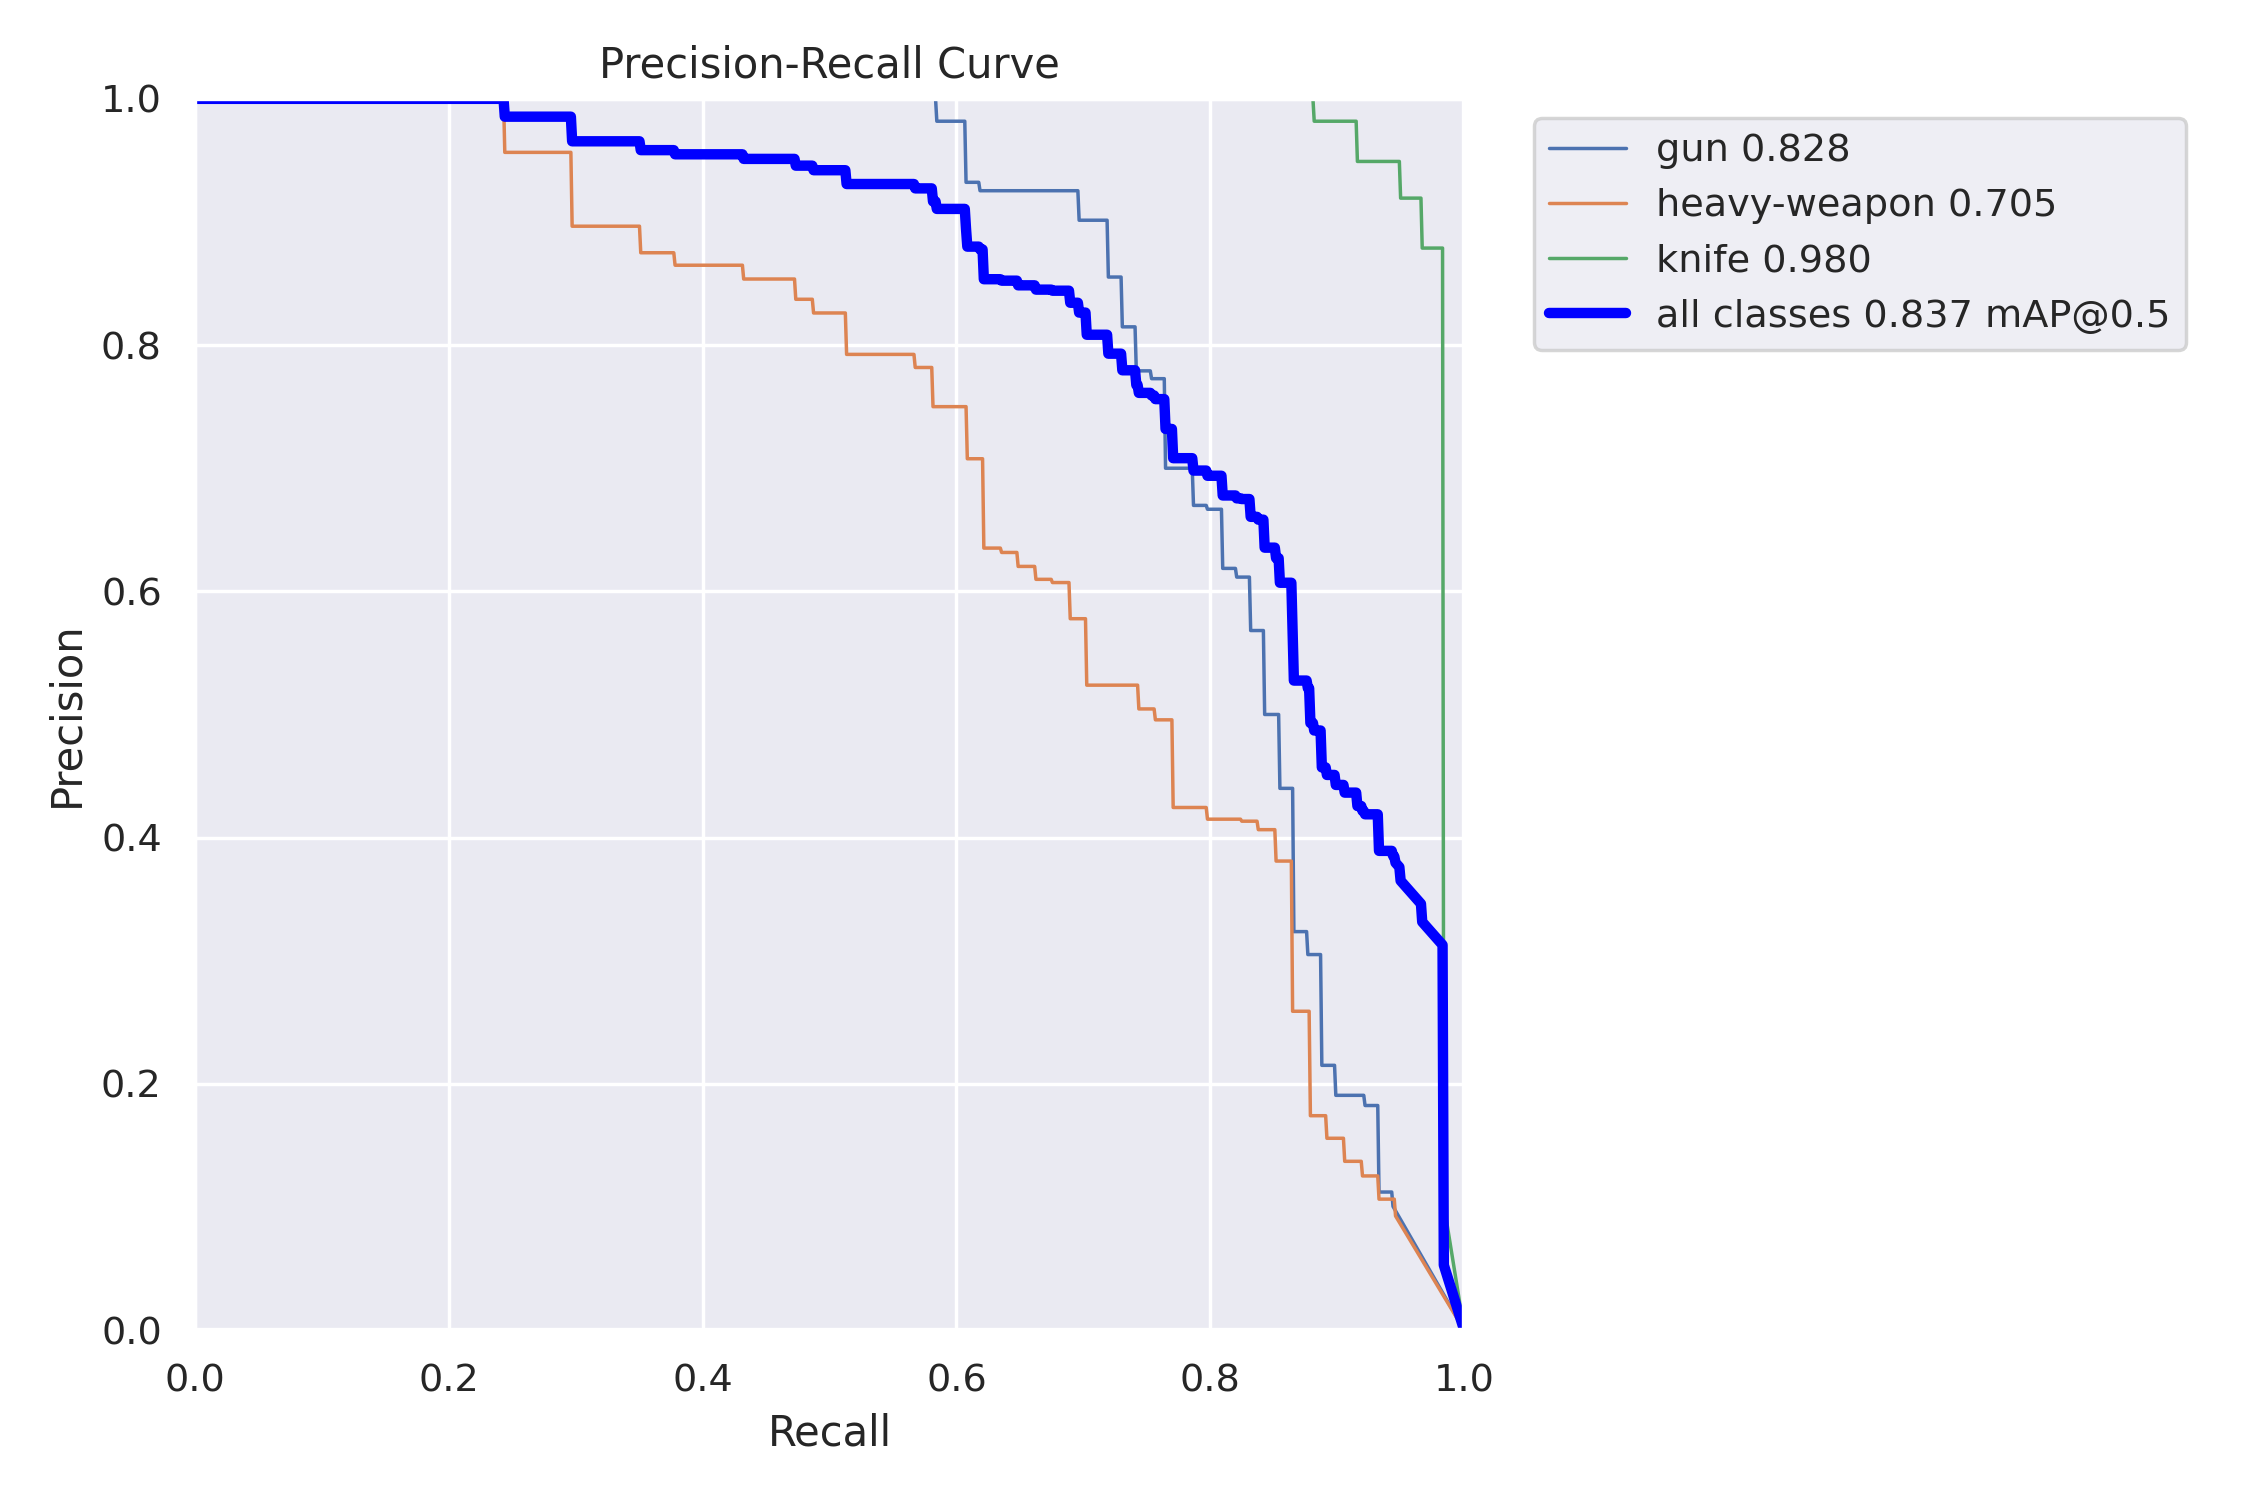 Precision-Recall Curve
1.0
0.8
0.6
0.4
0.2
0.0
Precision
0.0 0.2 0.4 0.6 0.8 1.0
Recall
gun 0.828
heavy-weapon 0.705
knife 0.980
all classes 0.837 mAP@0.5